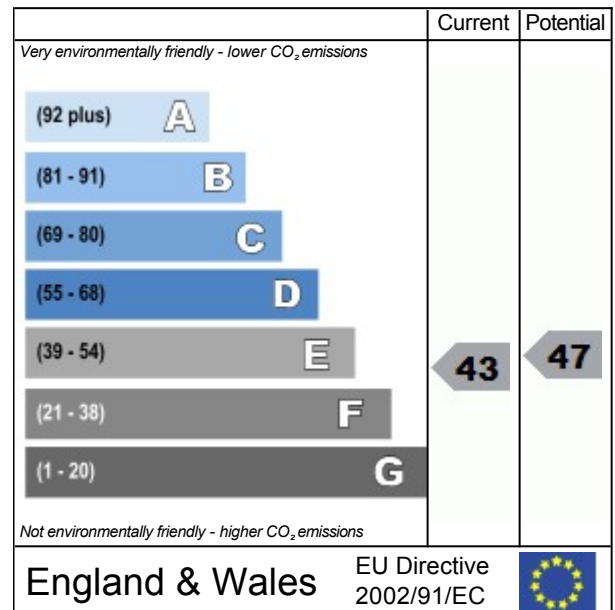 Current Potential
Very environmentally friendly - lower CO₂ emissions
(92 plus) A
(81 - 91) B
(69 - 80) C
(55 - 68) D
(39 - 54) E
43 47
(21 - 38) F
(1 - 20) G
Not environmentally friendly - higher CO₂ emissions
England & Wales
EU Directive
2002/91/EC